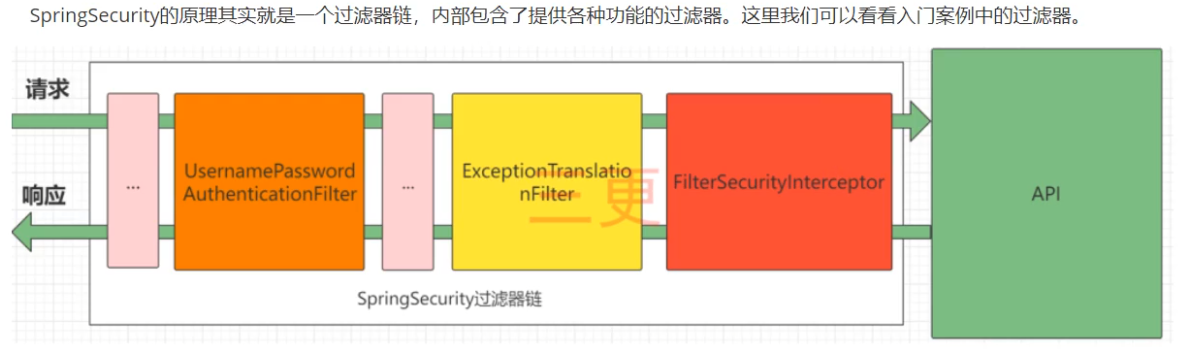 SpringSecurity的原理其实就是一个过滤器链，内部包含了提供各种功能的过滤器。这里我们可以看看入门案例中的过滤器。
请求
响应
...
UsernamePassword
AuthenticationFilter
...
ExceptionTranslatio
nFilter
三更
FilterSecurityInterceptor
API
SpringSecurity过滤器链